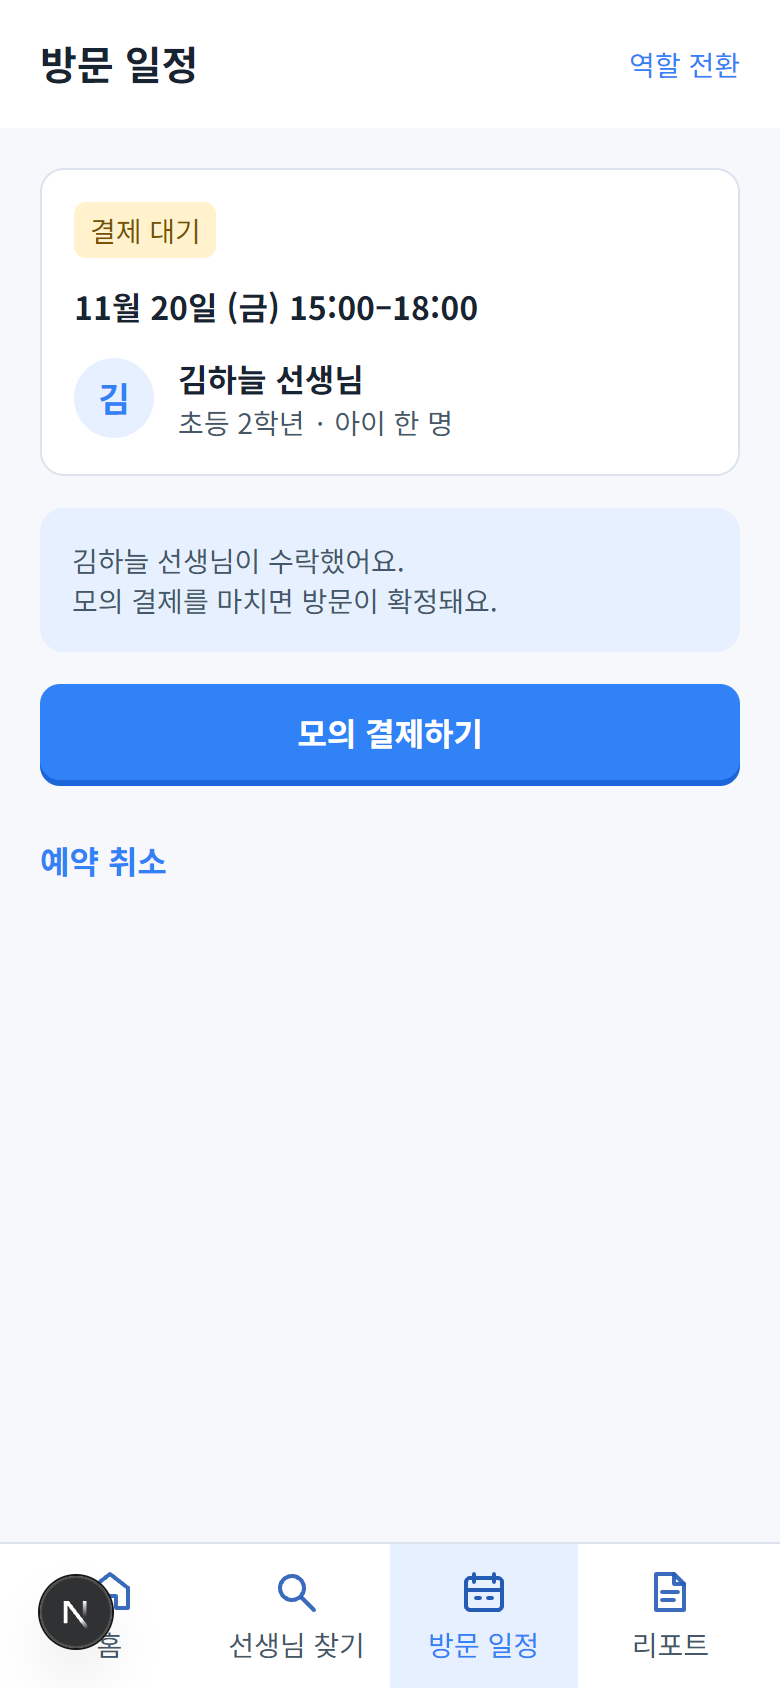 방문 일정
역할 전환
결제 대기
11월 20일 (금) 15:00–18:00
김
김하늘 선생님
초등 2학년 · 아이 한 명
김하늘 선생님이 수락했어요.
모의 결제를 마치면 방문이 확정돼요.
모의 결제하기
예약 취소
N
홈
선생님 찾기
방문 일정
리포트